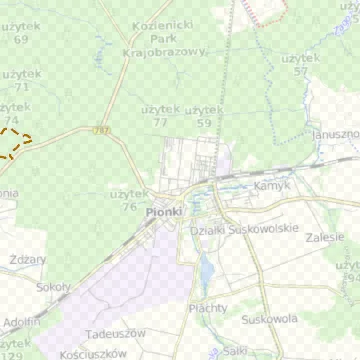 Kozienicki
Park
Krajobrazowy
użytek
69
użytek
71
użytek
74
użytek
57
użytek
77
użytek
59
797
użytek
76
Kamyk
Pionki
Działki Suskowolskie
Zalesie
Zdżary
Sokoły
Płachty
Adolfin
Suskowola
Tadeuszów
Kościuszków
Sałki
129